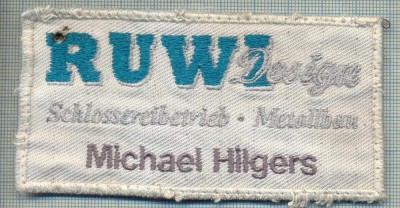 RUWI Design
Schlossereibetrieb · Metallbau
Michael Hilgers